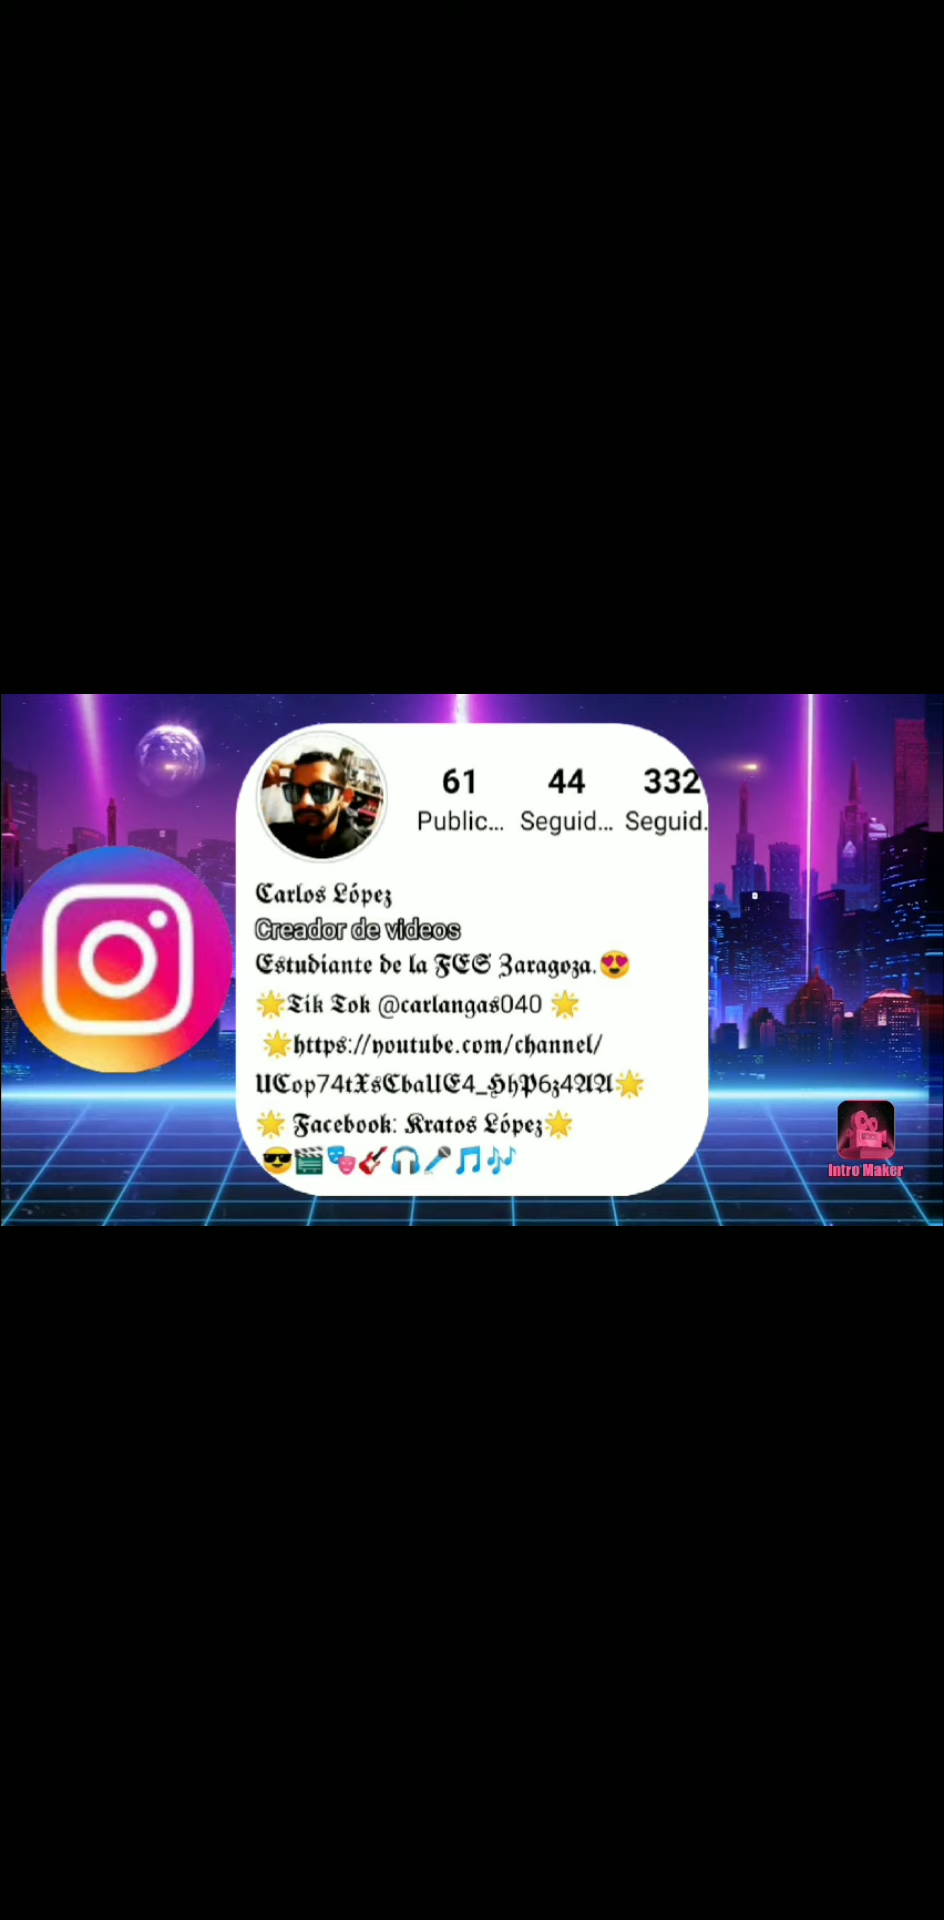 61 44 332
Public... Seguid... Seguid.
Carlos López
Creador de videos
Estudiante de la FES Zaragoza.😍
🌟Tik Tok @carlangas040 🌟
🌟https://youtube.com/channel/
UCop74tXsCbaUE4_HhP6z4AA🌟
🌟 Facebook: Kratos López🌟
😎🎬🎭🎸🎧🎤🎵🎶
Intro Maker